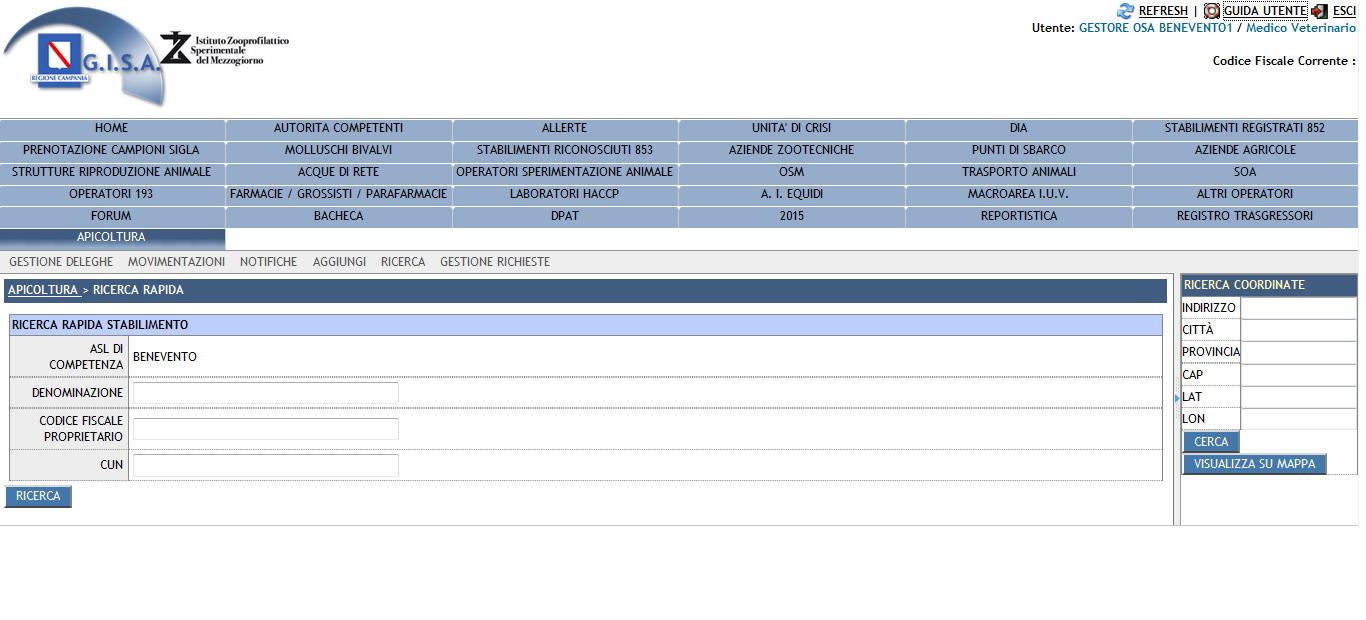 REFRESH | GUIDA UTENTE ESCI
Utente: GESTORE OSA BENEVENTO1 / Medico Veterinario
Codice Fiscale Corrente :
G.I.S.A.
REGIONE CAMPANIA
Istituto Zooprofilattico
Sperimentale
del Mezzogiorno
HOME AUTORITA COMPETENTI ALLERTE UNITA' DI CRISI DIA STABILIMENTI REGISTRATI 852
PRENOTAZIONE CAMPIONI SIGLA MOLLUSCHI BIVALVI STABILIMENTI RICONOSCIUTI 853 AZIENDE ZOOTECNICHE PUNTI DI SBARCO AZIENDE AGRICOLE
STRUTTURE RIPRODUZIONE ANIMALE ACQUE DI RETE OPERATORI SPERIMENTAZIONE ANIMALE OSM TRASPORTO ANIMALI SOA
OPERATORI 193 FARMACIE / GROSSISTI / PARAFARMACIE LABORATORI HACCP A. I. EQUIDI MACROAREA I.U.V. ALTRI OPERATORI
FORUM BACHECA DPAT 2015 REPORTISTICA REGISTRO TRASGRESSORI
APICOLTURA
GESTIONE DELEGHE MOVIMENTAZIONI NOTIFICHE AGGIUNGI RICERCA GESTIONE RICHIESTE
APICOLTURA > RICERCA RAPIDA
RICERCA RAPIDA STABILIMENTO
ASL DI
COMPETENZA
BENEVENTO
DENOMINAZIONE
CODICE FISCALE
PROPRIETARIO
CUN
RICERCA
RICERCA COORDINATE
INDIRIZZO
CITTÀ
PROVINCIA
CAP
LAT
LON
CERCA
VISUALIZZA SU MAPPA